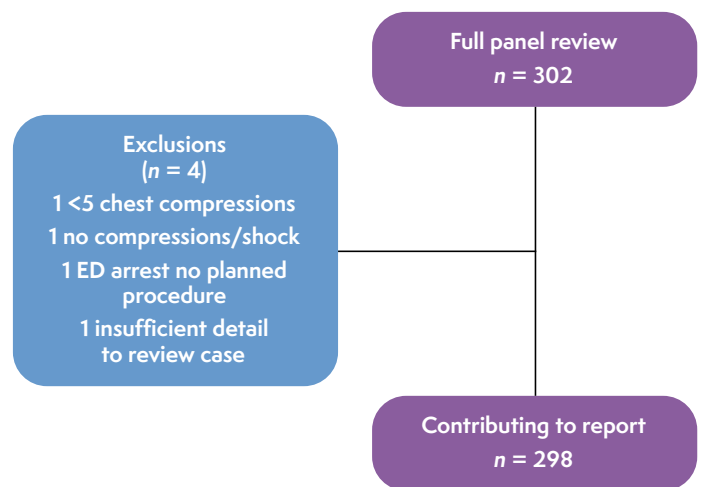 Full panel review
n = 302
Exclusions
(n = 4)
1 <5 chest compressions
1 no compressions/shock
1 ED arrest no planned
procedure
1 insufficient detail
to review case
Contributing to report
n = 298